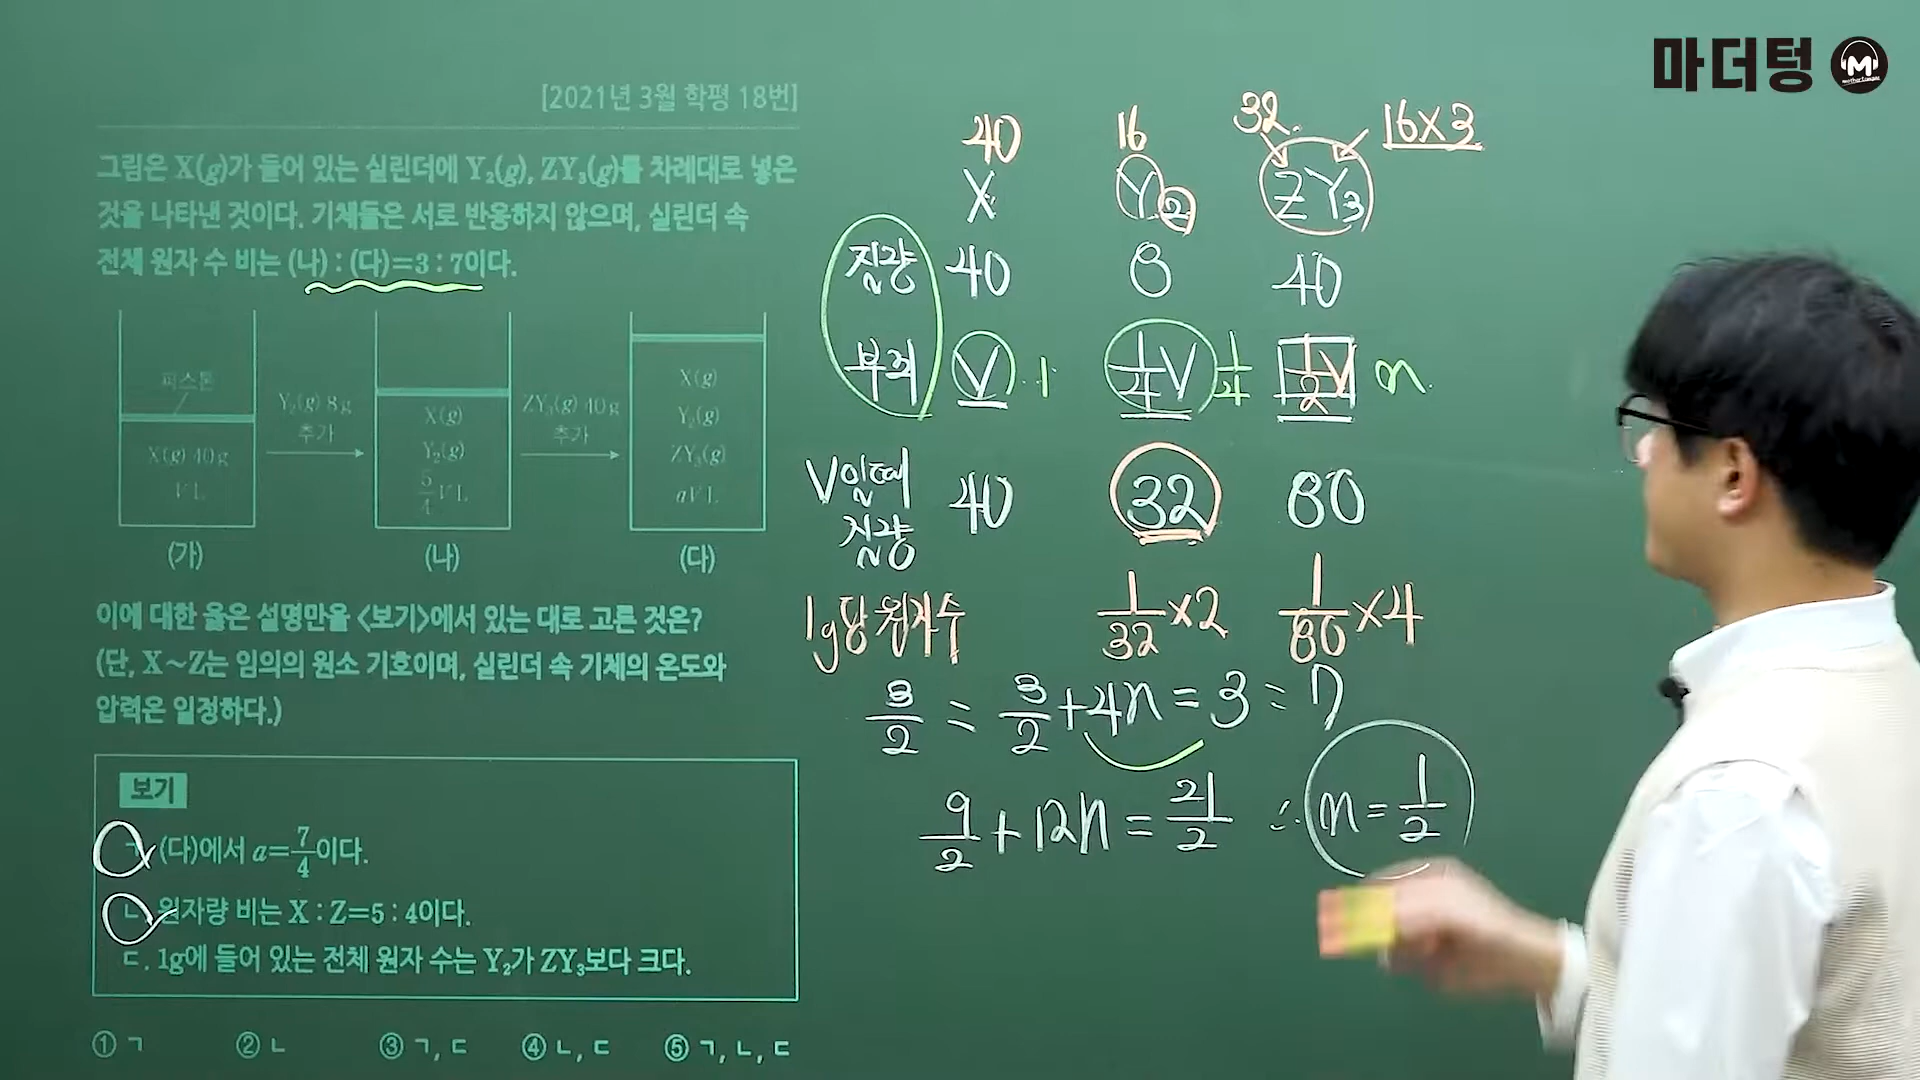 마더텅 M
[2021년 3월 학평 18번]
그림은 X(g)가 들어 있는 실린더에 Y₂(g), ZY₃(g)를 차례대로 넣은
것을 나타낸 것이다. 기체들은 서로 반응하지 않으며, 실린더 속
전체 원자 수 비는 (나) : (다)=3 : 7이다.
피스톤
X(g) 40g
V L
(가)
Y₂(g) 8g
추가
X(g)
Y₂(g)
5/4 V L
(나)
ZY₃(g) 40g
추가
X(g)
Y₂(g)
ZY₃(g)
aV L
(다)
이에 대한 옳은 설명만을 <보기>에서 있는 대로 고른 것은?
(단, X~Z는 임의의 원소 기호이며, 실린더 속 기체의 온도와
압력은 일정하다.)
보기
ㄱ. (다)에서 a=7/4이다.
ㄴ. 원자량 비는 X : Z=5 : 4이다.
ㄷ. 1g에 들어 있는 전체 원자 수는 Y₂가 ZY₃보다 크다.
① ㄱ ② ㄴ ③ ㄱ, ㄷ ④ ㄴ, ㄷ ⑤ ㄱ, ㄴ, ㄷ
40 16 32 16×3
X Y₂ ZY₃
질량 40 8 40
부피 V 1 1/4V 1/4 1/2V n
V일때 40 32 80
질량
1g당 원자수 1/32×2 1/80×4
3/2 : 3/2+4n = 3 : 7
9/2+12n = 21/2 ∴ n=1/2